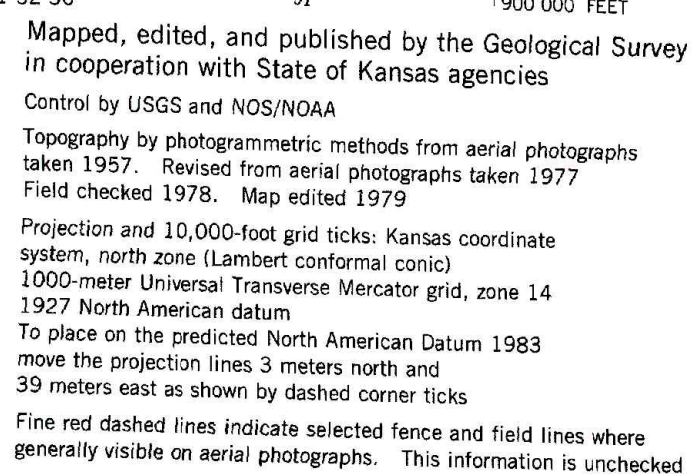 900 000 FEET
Mapped, edited, and published by the Geological Survey
in cooperation with State of Kansas agencies
Control by USGS and NOS/NOAA
Topography by photogrammetric methods from aerial photographs
taken 1957. Revised from aerial photographs taken 1977
Field checked 1978. Map edited 1979
Projection and 10,000-foot grid ticks: Kansas coordinate
system, north zone (Lambert conformal conic)
1000-meter Universal Transverse Mercator grid, zone 14
1927 North American datum
To place on the predicted North American Datum 1983
move the projection lines 3 meters north and
39 meters east as shown by dashed corner ticks
Fine red dashed lines indicate selected fence and field lines where
generally visible on aerial photographs. This information is unchecked